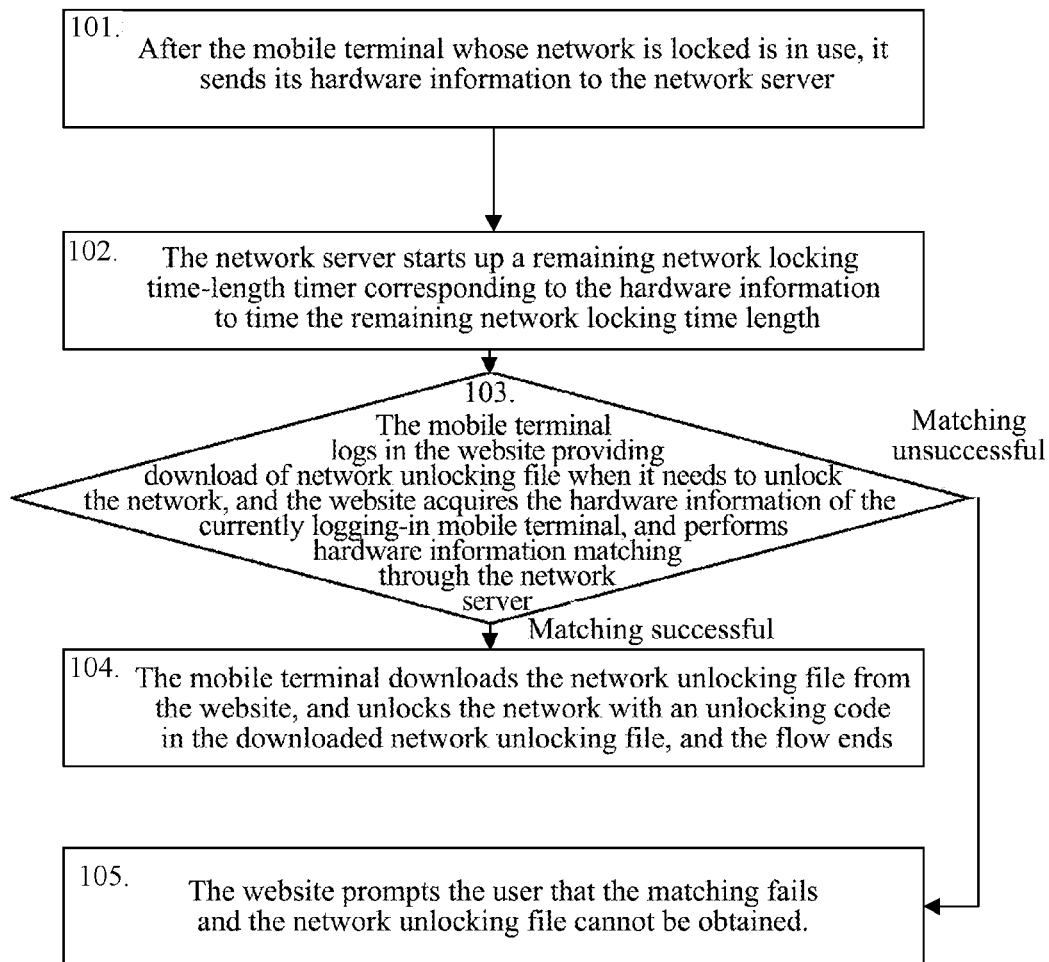 101.
After the mobile terminal whose network is locked is in use, it
sends its hardware information to the network server
102.
The network server starts up a remaining network locking
time-length timer corresponding to the hardware information
to time the remaining network locking time length
103.
The mobile terminal
logs in the website providing
download of network unlocking file when it needs to unlock
the network, and the website acquires the hardware information of the
currently logging-in mobile terminal, and performs
hardware information matching
through the network
server
Matching
unsuccessful
Matching successful
104.
The mobile terminal downloads the network unlocking file from
the website, and unlocks the network with an unlocking code
in the downloaded network unlocking file, and the flow ends
105.
The website prompts the user that the matching fails
and the network unlocking file cannot be obtained.